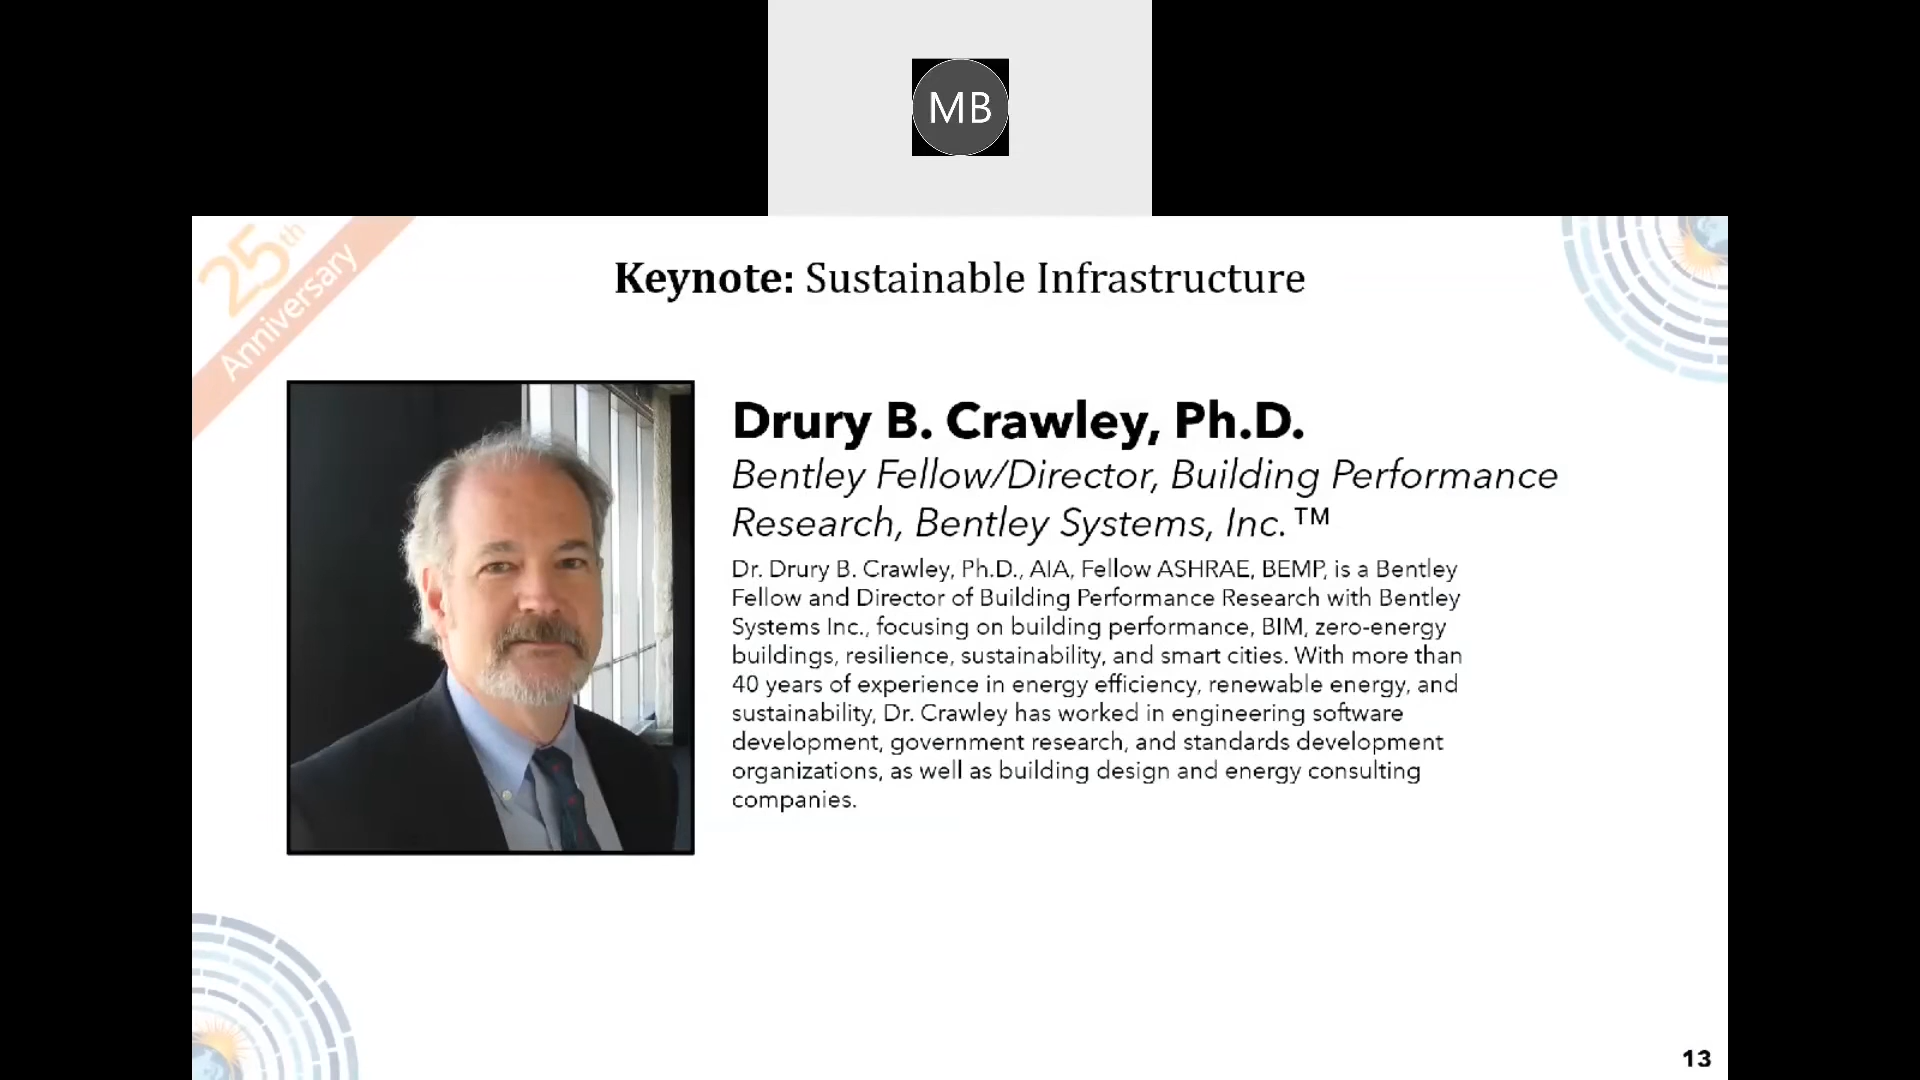 MB
25th
Anniversary
Keynote: Sustainable Infrastructure
Drury B. Crawley, Ph.D.
Bentley Fellow/Director, Building Performance
Research, Bentley Systems, Inc.™
Dr. Drury B. Crawley, Ph.D., AIA, Fellow ASHRAE, BEMP, is a Bentley
Fellow and Director of Building Performance Research with Bentley
Systems Inc., focusing on building performance, BIM, zero-energy
buildings, resilience, sustainability, and smart cities. With more than
40 years of experience in energy efficiency, renewable energy, and
sustainability, Dr. Crawley has worked in engineering software
development, government research, and standards development
organizations, as well as building design and energy consulting
companies.
13